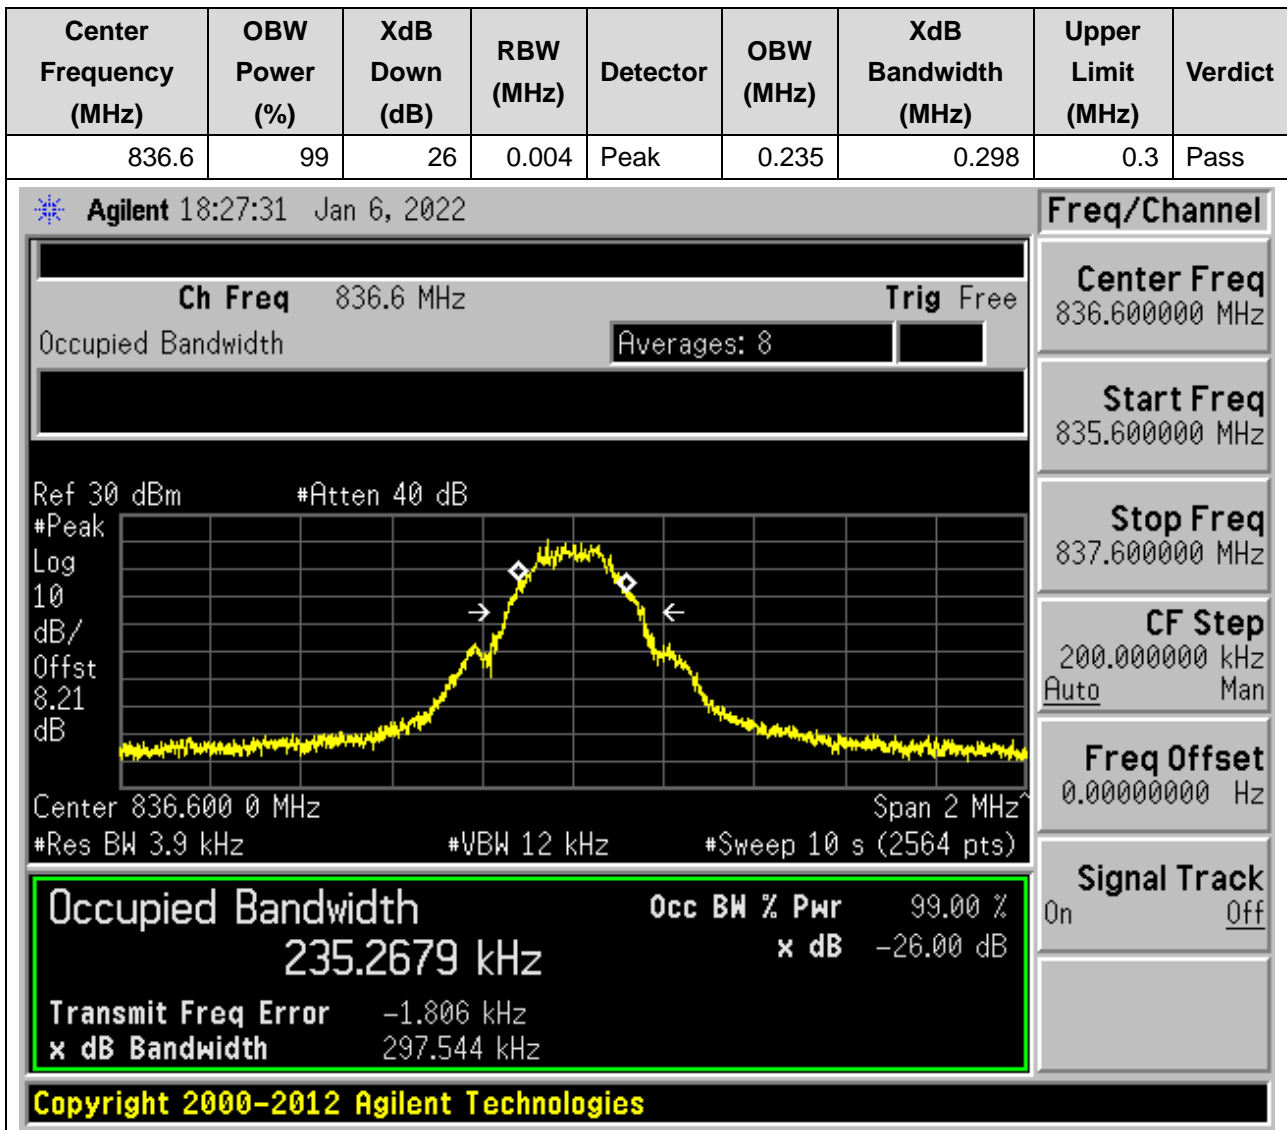 Center Frequency (MHz) OBW Power (%) XdB Down (dB) RBW (MHz) Detector OBW (MHz) XdB Bandwidth (MHz) Upper Limit (MHz) Verdict
836.6 99 26 0.004 Peak 0.235 0.298 0.3 Pass
Agilent 18:27:31 Jan 6, 2022 Freq/Channel
Ch Freq 836.6 MHz Trig Free
Occupied Bandwidth Averages: 8
Center Freq
836.600000 MHz
Start Freq
835.600000 MHz
Stop Freq
837.600000 MHz
CF Step
200.000000 kHz
Auto Man
Freq Offset
0.00000000 Hz
Signal Track
On Off
Ref 30 dBm #Atten 40 dB
#Peak
Log
10
dB/
Offst
8.21
dB
Center 836.600 0 MHz Span 2 MHz^
#Res BW 3.9 kHz #VBW 12 kHz #Sweep 10 s (2564 pts)
Occupied Bandwidth Occ BW % Pwr 99.00 %
235.2679 kHz x dB -26.00 dB
Transmit Freq Error -1.806 kHz
x dB Bandwidth 297.544 kHz
Copyright 2000-2012 Agilent Technologies